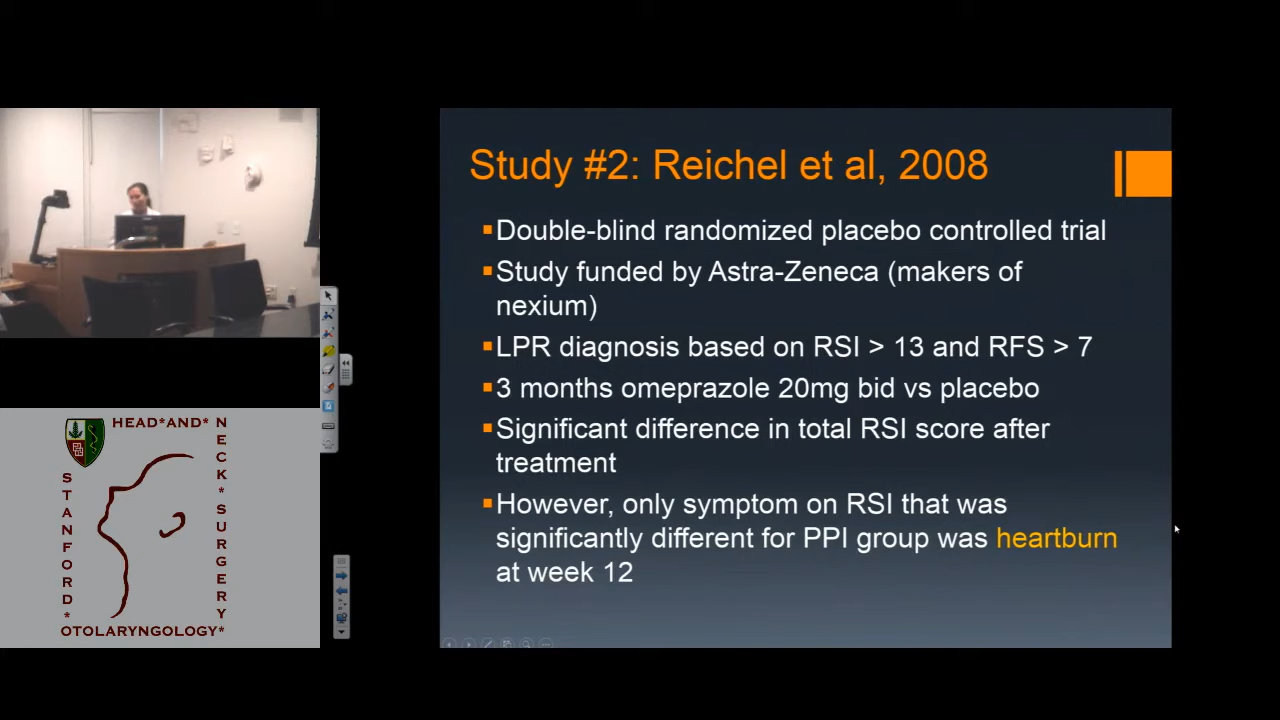 Study #2: Reichel et al, 2008
▪Double-blind randomized placebo controlled trial
▪Study funded by Astra-Zeneca (makers of
nexium)
▪LPR diagnosis based on RSI > 13 and RFS > 7
▪3 months omeprazole 20mg bid vs placebo
▪Significant difference in total RSI score after
treatment
▪However, only symptom on RSI that was
significantly different for PPI group was heartburn
at week 12
HEAD*AND*
NECK*SURGERY*
STANFORD*
OTOLARYNGOLOGY*